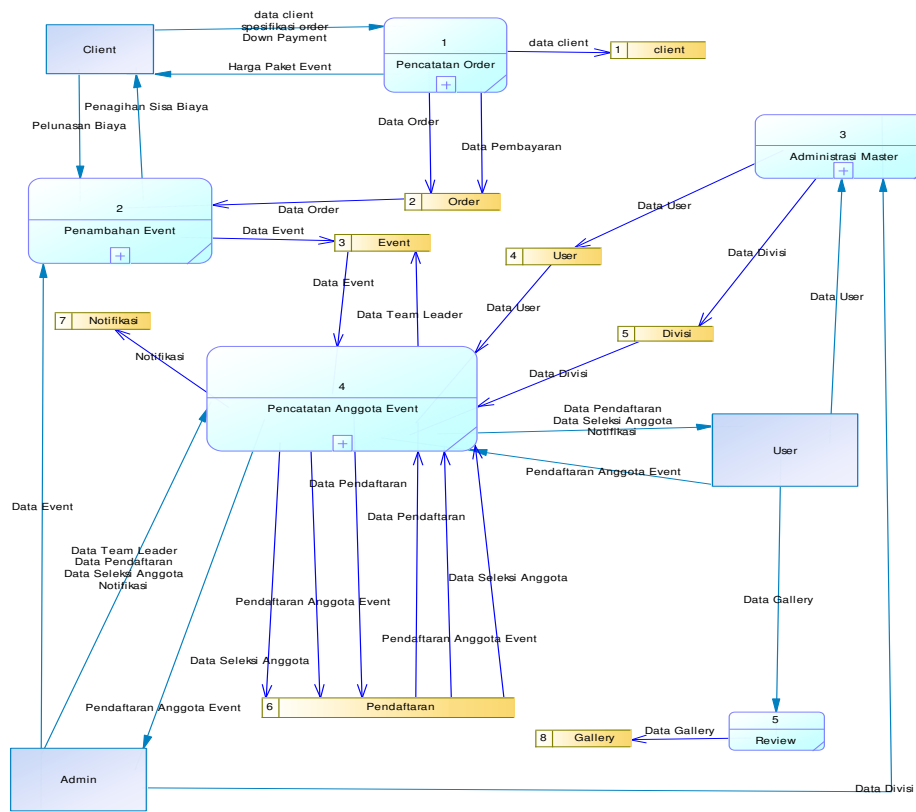 data client
spesifikasi order
Down Payment
Client
1
Pencatatan Order
data client
1 client
Harga Paket Event
Penagihan Sisa Biaya
Pelunasan Biaya
Data Order
Data Pembayaran
3
Administrasi Master
2
Penambahan Event
Data Order
2 Order
Data User
Data Event
3 Event
4 User
Data Divisi
Data Event
Data User
Data User
Data Team Leader
7 Notifikasi
5 Divisi
Notifikasi
4
Pencatatan Anggota Event
Data Divisi
Data Pendaftaran
Data Seleksi Anggota
Notifikasi
User
Pendaftaran Anggota Event
Data Pendaftaran
Data Event
Data Pendaftaran
Data Team Leader
Data Pendaftaran
Data Seleksi Anggota
Notifikasi
Data Seleksi Anggota
Pendaftaran Anggota Event
Data Gallery
Pendaftaran Anggota Event
Data Seleksi Anggota
Pendaftaran Anggota Event
6 Pendaftaran
5
Review
Data Gallery
8 Gallery
Admin
Data Divisi